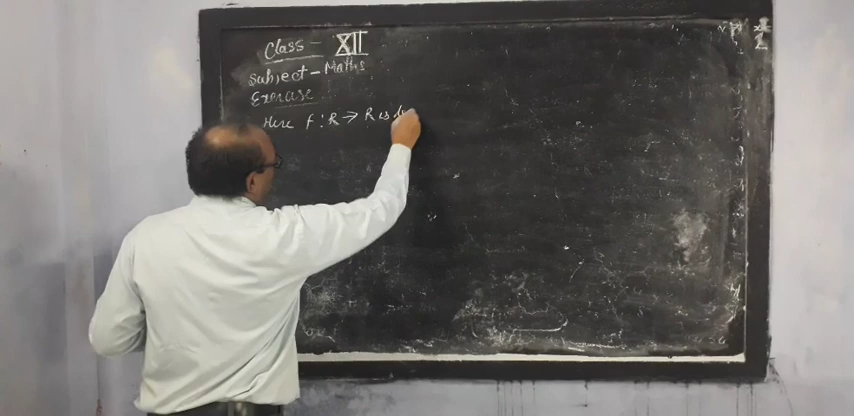 Class - XII
Subject - Maths
Exercise
Here f : R → R is